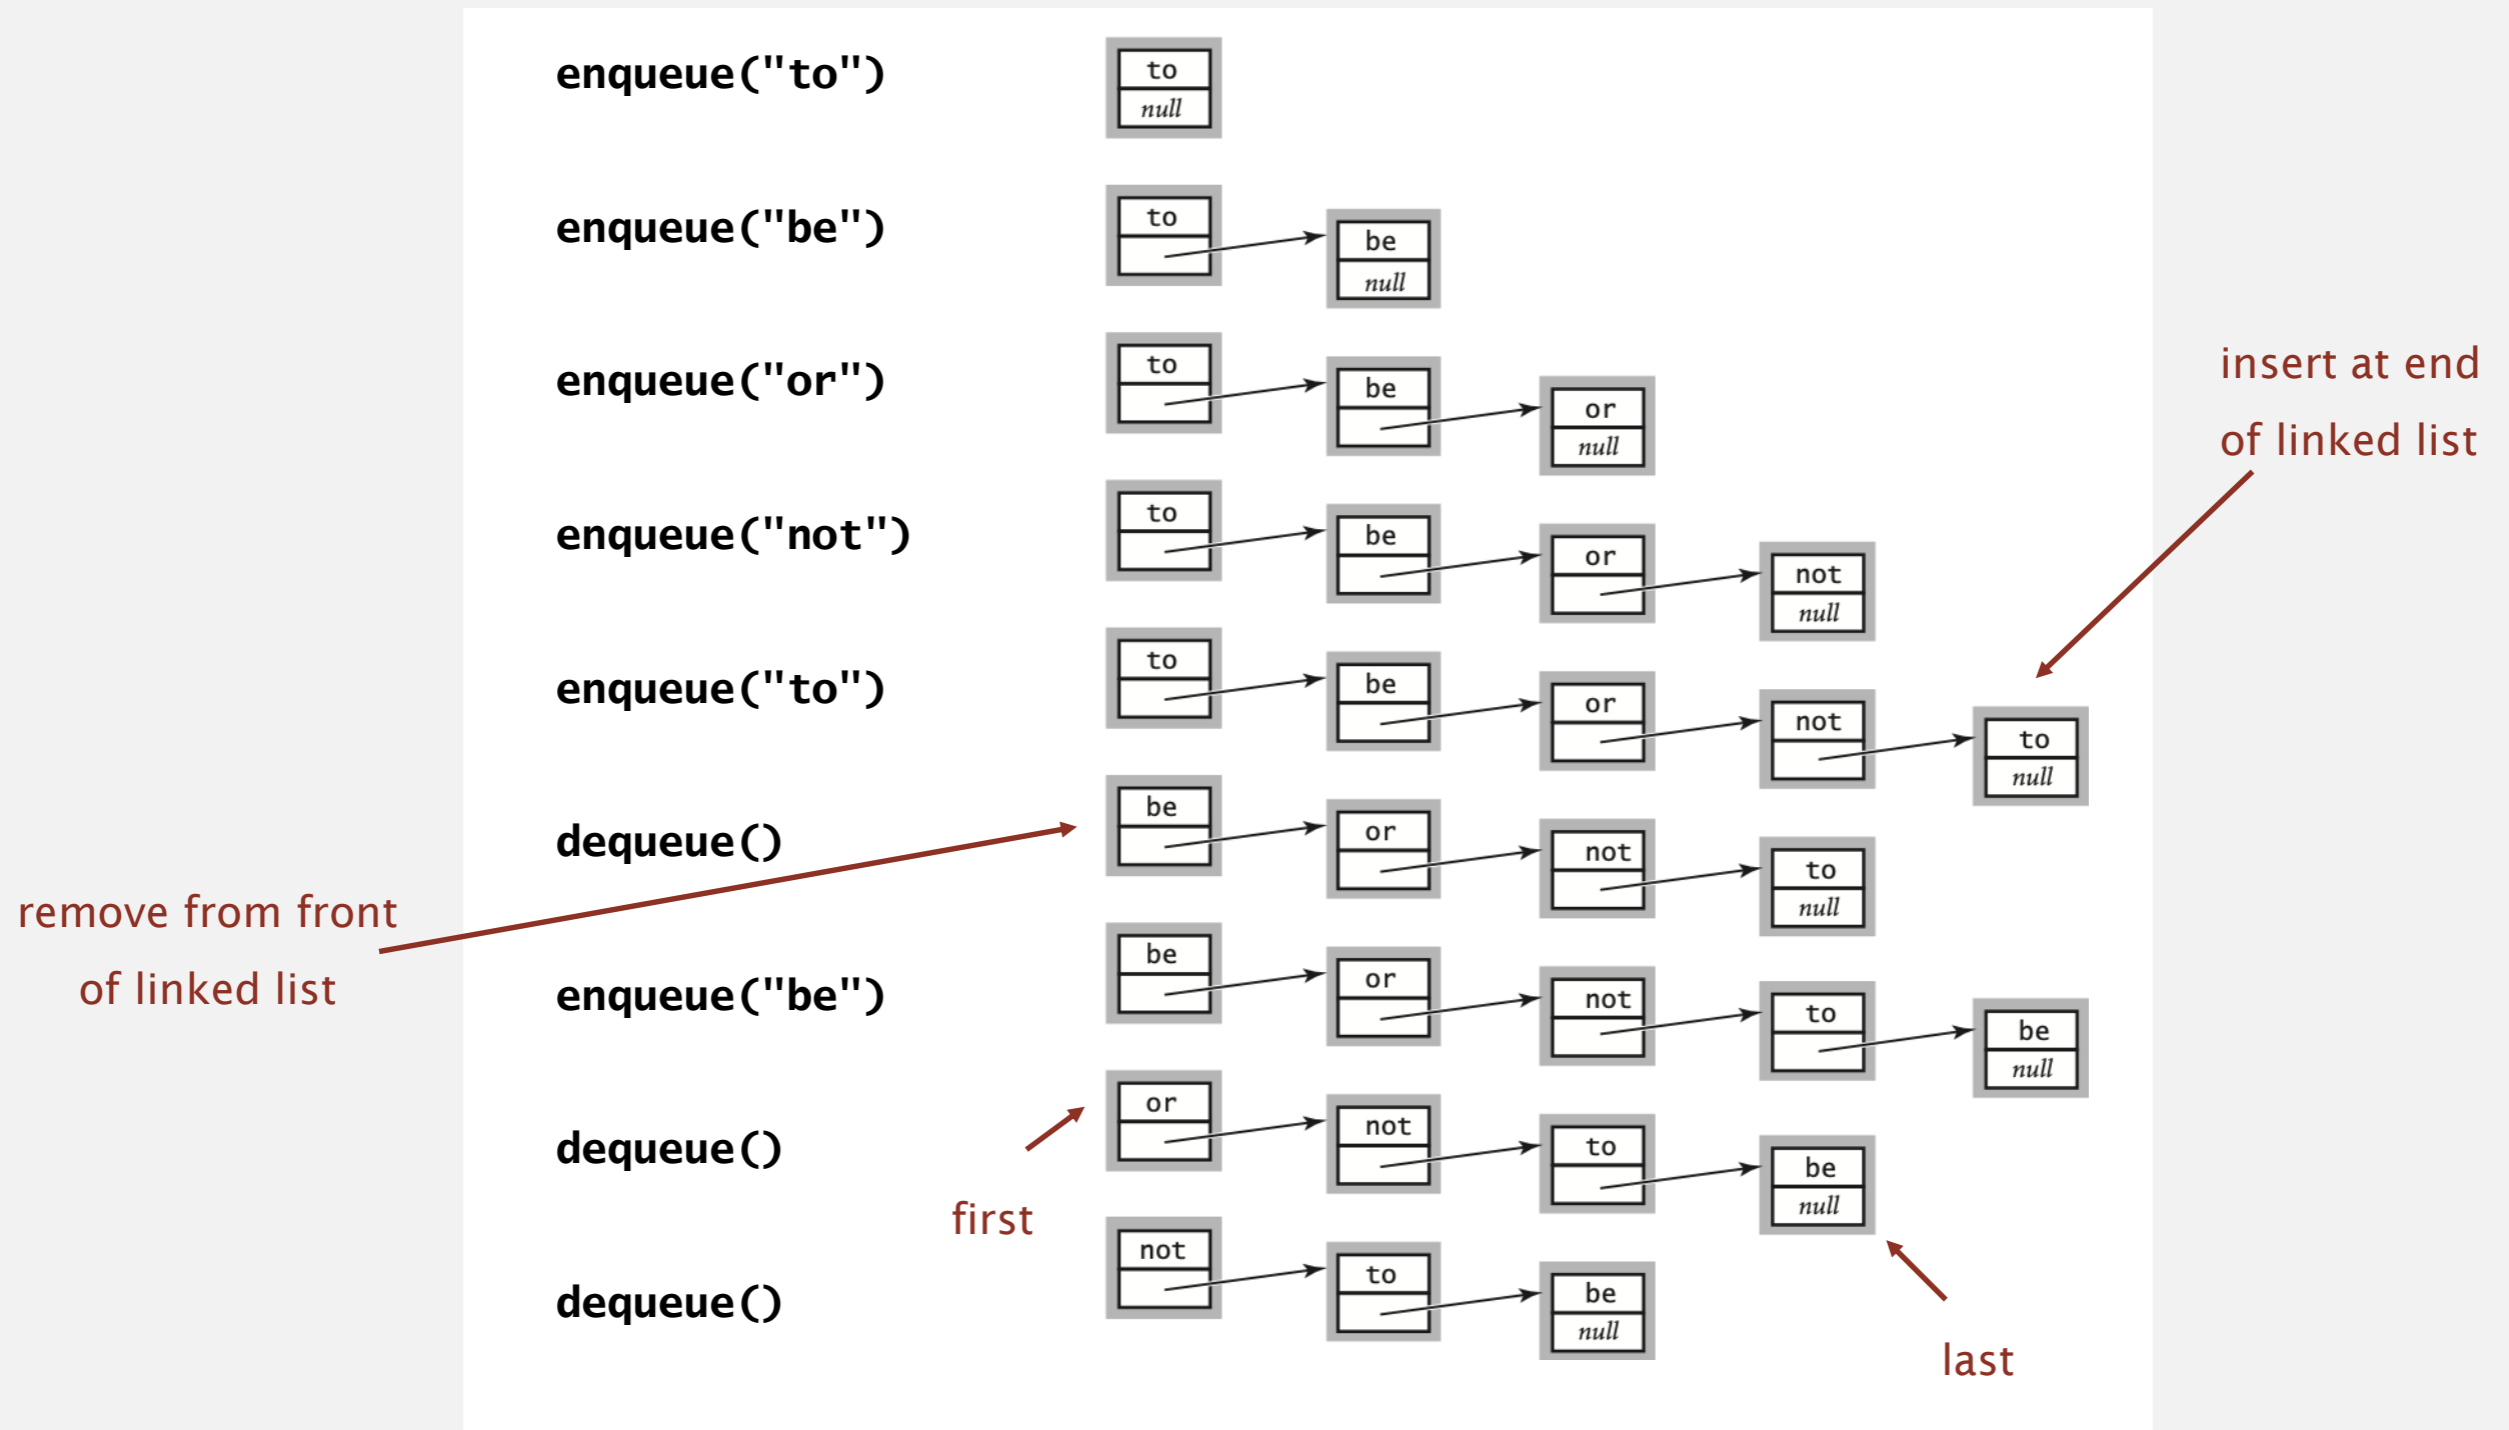 enqueue("to")
to
null
enqueue("be")
to
be
null
enqueue("or")
to
be
or
null
insert at end
of linked list
enqueue("not")
to
be
or
not
null
enqueue("to")
to
be
or
not
to
null
dequeue()
be
or
not
to
null
remove from front
of linked list
enqueue("be")
be
or
not
to
be
null
dequeue()
or
not
to
be
null
first
last
dequeue()
not
to
be
null